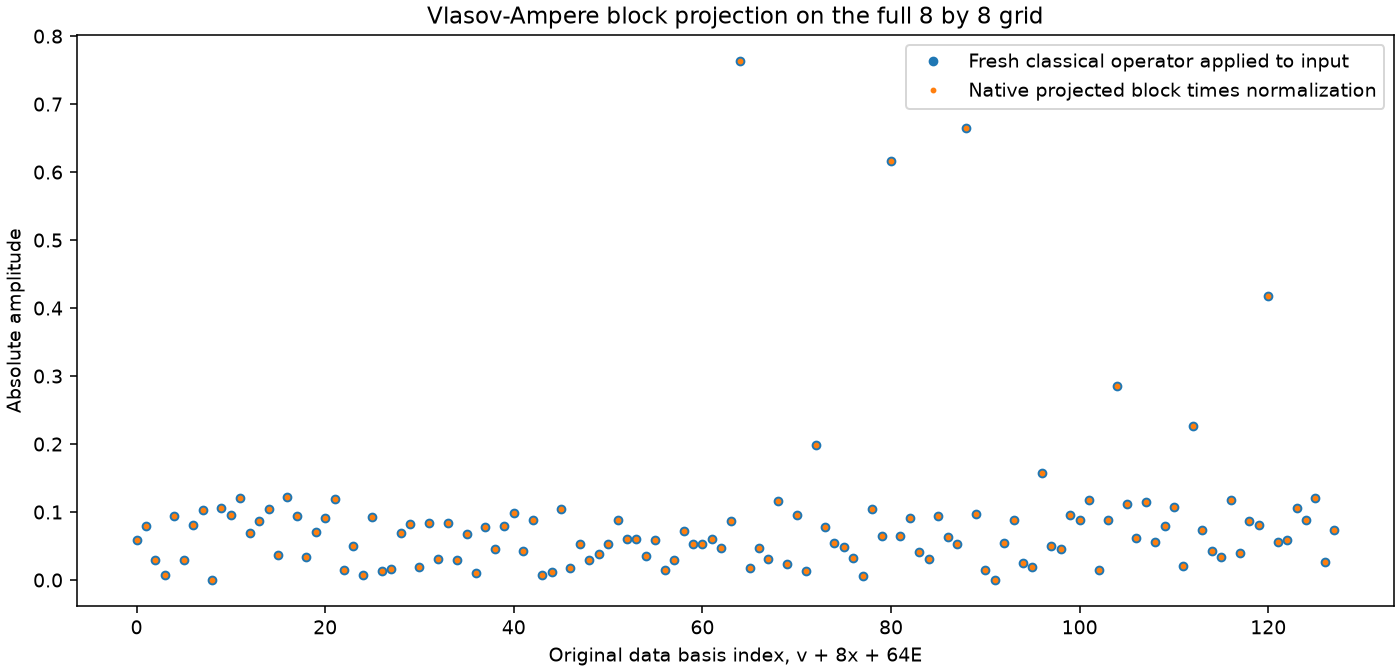 Vlasov-Ampere block projection on the full 8 by 8 grid
Fresh classical operator applied to input
Native projected block times normalization
Absolute amplitude
0.8
0.7
0.6
0.5
0.4
0.3
0.2
0.1
0.0
0 20 40 60 80 100 120
Original data basis index, v + 8x + 64E